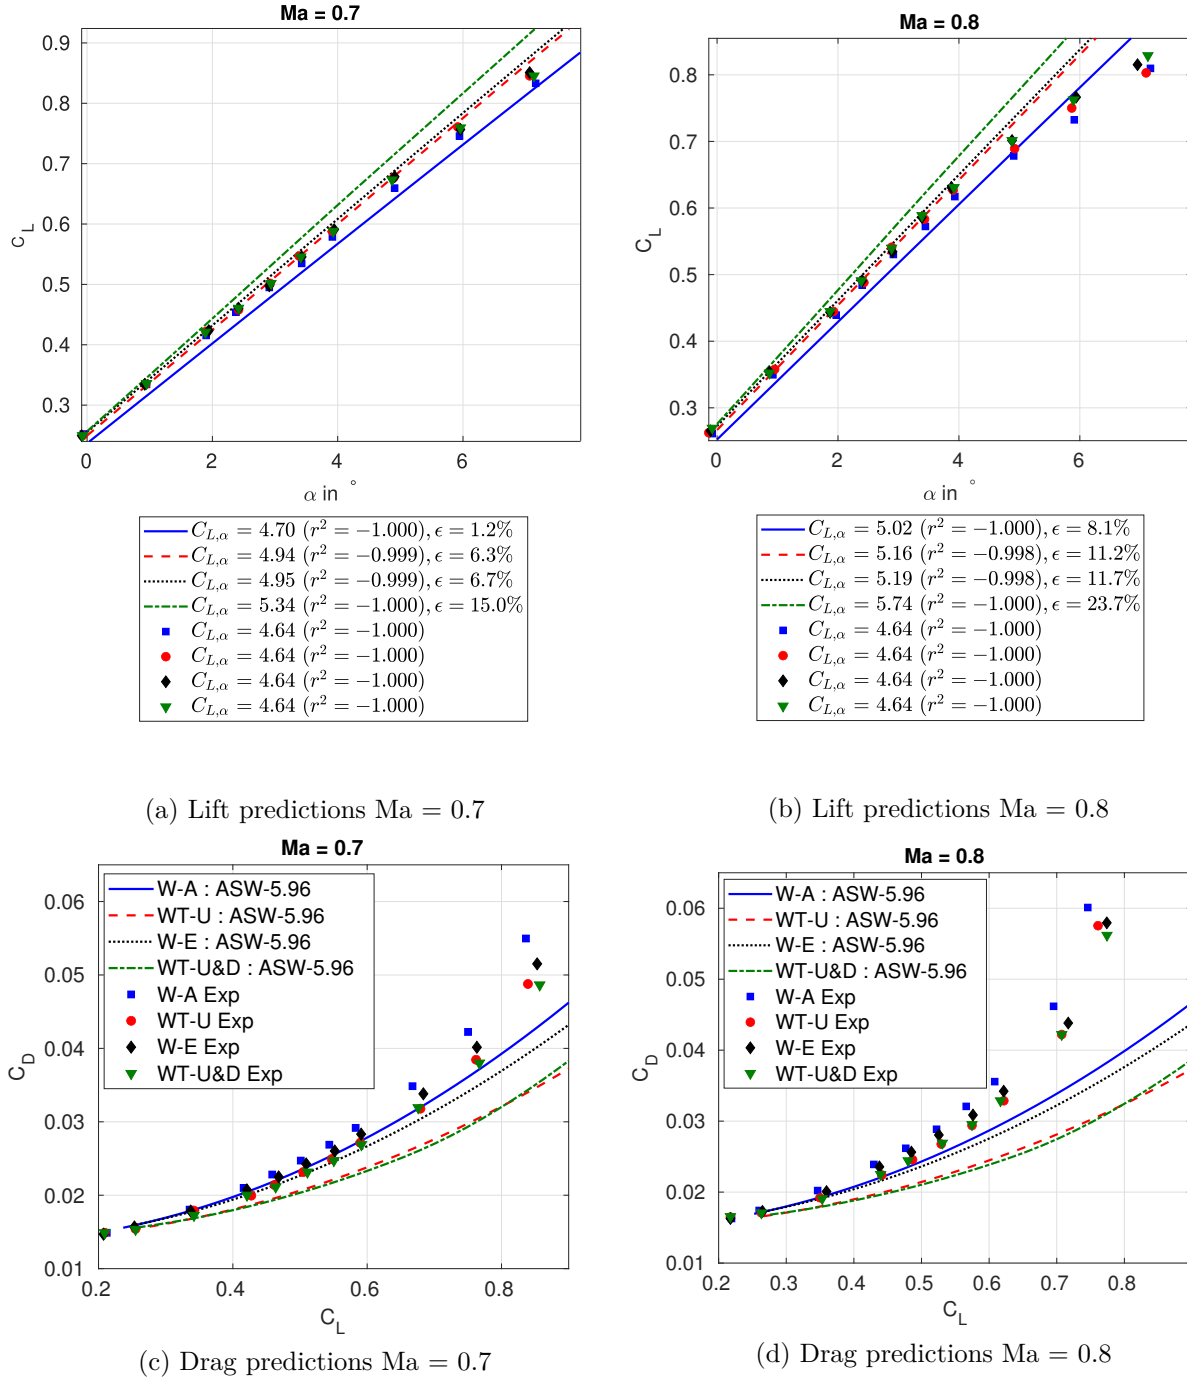 Ma = 0.7
0.9
0.8
0.7
0.6
0.5
0.4
0.3
C_L
0 2 4 6
α in °
C_{L,α} = 4.70 (r² = −1.000), ϵ = 1.2%
C_{L,α} = 4.94 (r² = −0.999), ϵ = 6.3%
C_{L,α} = 4.95 (r² = −0.999), ϵ = 6.7%
C_{L,α} = 5.34 (r² = −1.000), ϵ = 15.0%
C_{L,α} = 4.64 (r² = −1.000)
C_{L,α} = 4.64 (r² = −1.000)
C_{L,α} = 4.64 (r² = −1.000)
C_{L,α} = 4.64 (r² = −1.000)
(a) Lift predictions Ma = 0.7
Ma = 0.8
0.8
0.7
0.6
0.5
0.4
0.3
C_L
0 2 4 6
α in °
C_{L,α} = 5.02 (r² = −1.000), ϵ = 8.1%
C_{L,α} = 5.16 (r² = −0.998), ϵ = 11.2%
C_{L,α} = 5.19 (r² = −0.998), ϵ = 11.7%
C_{L,α} = 5.74 (r² = −1.000), ϵ = 23.7%
C_{L,α} = 4.64 (r² = −1.000)
C_{L,α} = 4.64 (r² = −1.000)
C_{L,α} = 4.64 (r² = −1.000)
C_{L,α} = 4.64 (r² = −1.000)
(b) Lift predictions Ma = 0.8
Ma = 0.7
0.06
0.05
0.04
0.03
0.02
0.01
C_D
W-A : ASW-5.96
WT-U : ASW-5.96
W-E : ASW-5.96
WT-U&D : ASW-5.96
W-A Exp
WT-U Exp
W-E Exp
WT-U&D Exp
0.2 0.4 0.6 0.8
C_L
(c) Drag predictions Ma = 0.7
Ma = 0.8
0.06
0.05
0.04
0.03
0.02
0.01
C_D
W-A : ASW-5.96
WT-U : ASW-5.96
W-E : ASW-5.96
WT-U&D : ASW-5.96
W-A Exp
WT-U Exp
W-E Exp
WT-U&D Exp
0.2 0.3 0.4 0.5 0.6 0.7 0.8
C_L
(d) Drag predictions Ma = 0.8